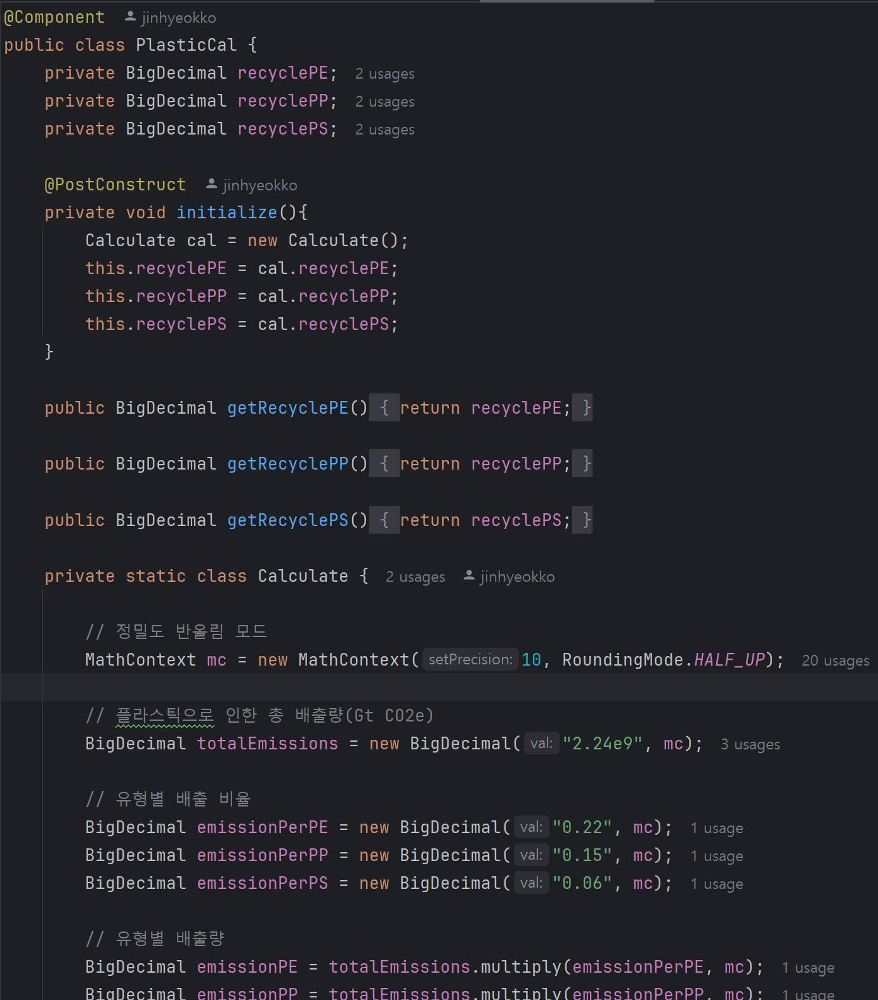 @Component jinhyeokko
public class PlasticCal {
private BigDecimal recyclePE; 2 usages
private BigDecimal recyclePP; 2 usages
private BigDecimal recyclePS; 2 usages
@PostConstruct jinhyeokko
private void initialize(){
Calculate cal = new Calculate();
this.recyclePE = cal.recyclePE;
this.recyclePP = cal.recyclePP;
this.recyclePS = cal.recyclePS;
}
public BigDecimal getRecyclePE() { return recyclePE; }
public BigDecimal getRecyclePP() { return recyclePP; }
public BigDecimal getRecyclePS() { return recyclePS; }
private static class Calculate { 2 usages jinhyeokko
// 정밀도 반올림 모드
MathContext mc = new MathContext( setPrecision: 10, RoundingMode.HALF_UP); 20 usages
// 플라스틱으로 인한 총 배출량(Gt CO2e)
BigDecimal totalEmissions = new BigDecimal( val: "2.24e9", mc); 3 usages
// 유형별 배출 비율
BigDecimal emissionPerPE = new BigDecimal( val: "0.22", mc); 1 usage
BigDecimal emissionPerPP = new BigDecimal( val: "0.15", mc); 1 usage
BigDecimal emissionPerPS = new BigDecimal( val: "0.06", mc); 1 usage
// 유형별 배출량
BigDecimal emissionPE = totalEmissions.multiply(emissionPerPE, mc); 1 usage
BigDecimal emissionPP = totalEmissions.multiply(emissionPerPP, mc); 1 usage